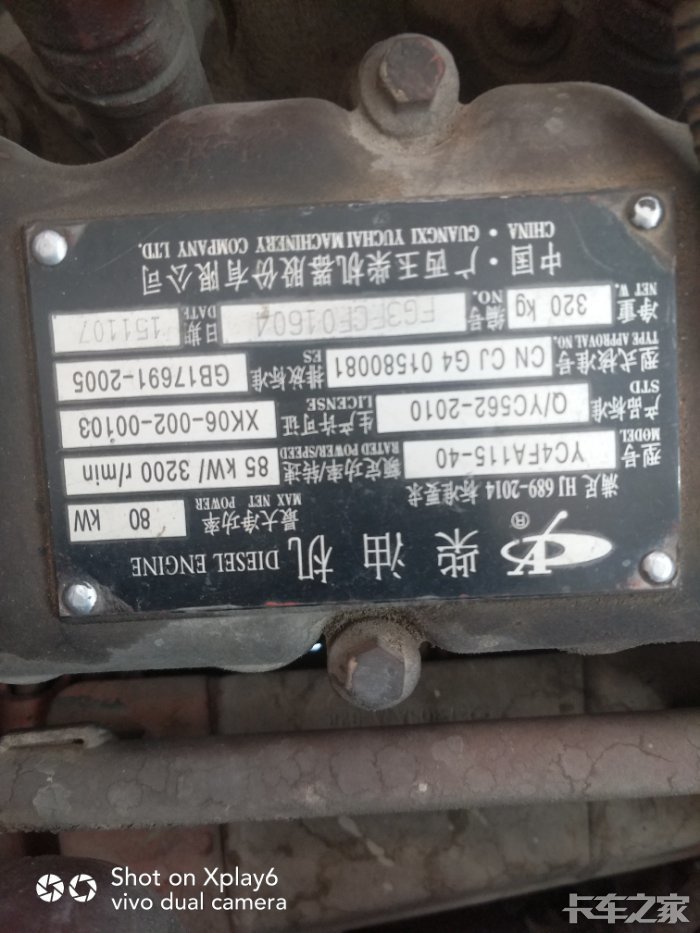 ® 柴油机 DIESEL ENGINE
满足 HJ 689-2014 标准要求
最大净功率 80 kW
MAX NET POWER
型号 YC4FA115-40 额定功率/转速 85 kW/ 3200 r/min
MODEL RATED POWER/SPEED
产品标准 Q/YC562-2010 生产许可证 XK06-002-00103
STD LICENSE
型式核准号 CN CJ G4 01580081 排放标准 GB17691-2005
TYPE APPROVAL NO. ES
净重 320 kg 编号 FG3FCF01604 日期 151107
NET W. NO. DATE
中国·广西玉柴机器股份有限公司
CHINA · GUANGXI YUCHAI MACHINERY COMPANY LTD.
Shot on Xplay6
vivo dual camera
卡车之家